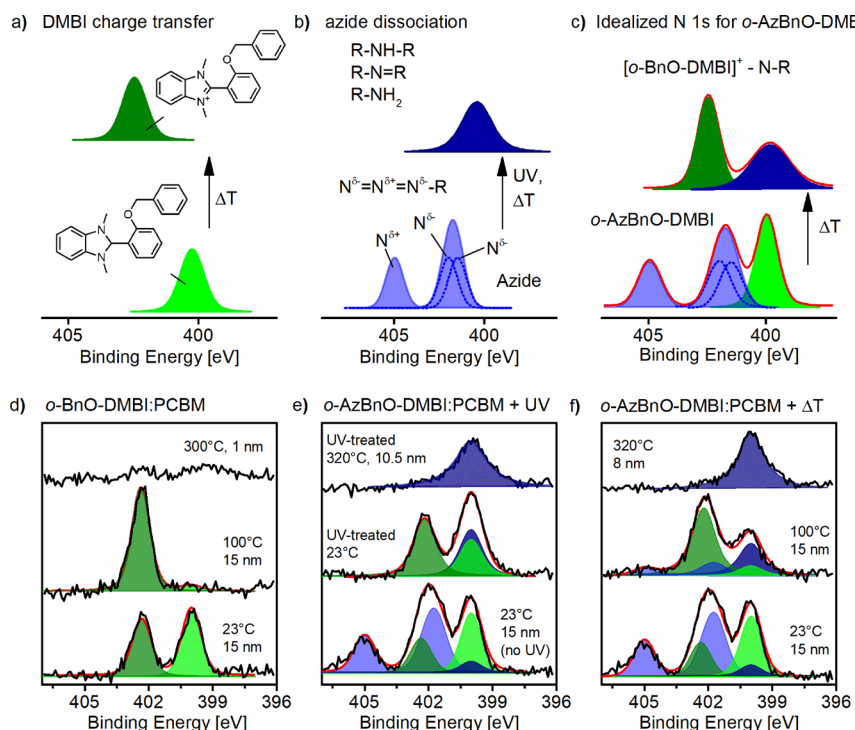 a) DMBI charge transfer
O
N
N+
ΔT
O
N
N
405 400
Binding Energy [eV]
b) azide dissociation
R-NH-R
R-N=R
R-NH2
UV,
ΔT
Nδ-=Nδ+=Nδ--R
Nδ+
Nδ-
Nδ-
Azide
405 400
Binding Energy [eV]
c) Idealized N 1s for o-AzBnO-DMB
[o-BnO-DMBI]+ - N-R
o-AzBnO-DMBI
ΔT
405 400
Binding Energy [eV]
d) o-BnO-DMBI:PCBM
300°C, 1 nm
100°C
15 nm
23°C
15 nm
405 402 399 396
Binding Energy [eV]
e) o-AzBnO-DMBI:PCBM + UV
UV-treated
320°C, 10.5 nm
UV-treated
23°C
23°C
15 nm
(no UV)
405 402 399 396
Binding Energy [eV]
f) o-AzBnO-DMBI:PCBM + ΔT
320°C
8 nm
100°C
15 nm
23°C
15 nm
405 402 399 396
Binding Energy [eV]